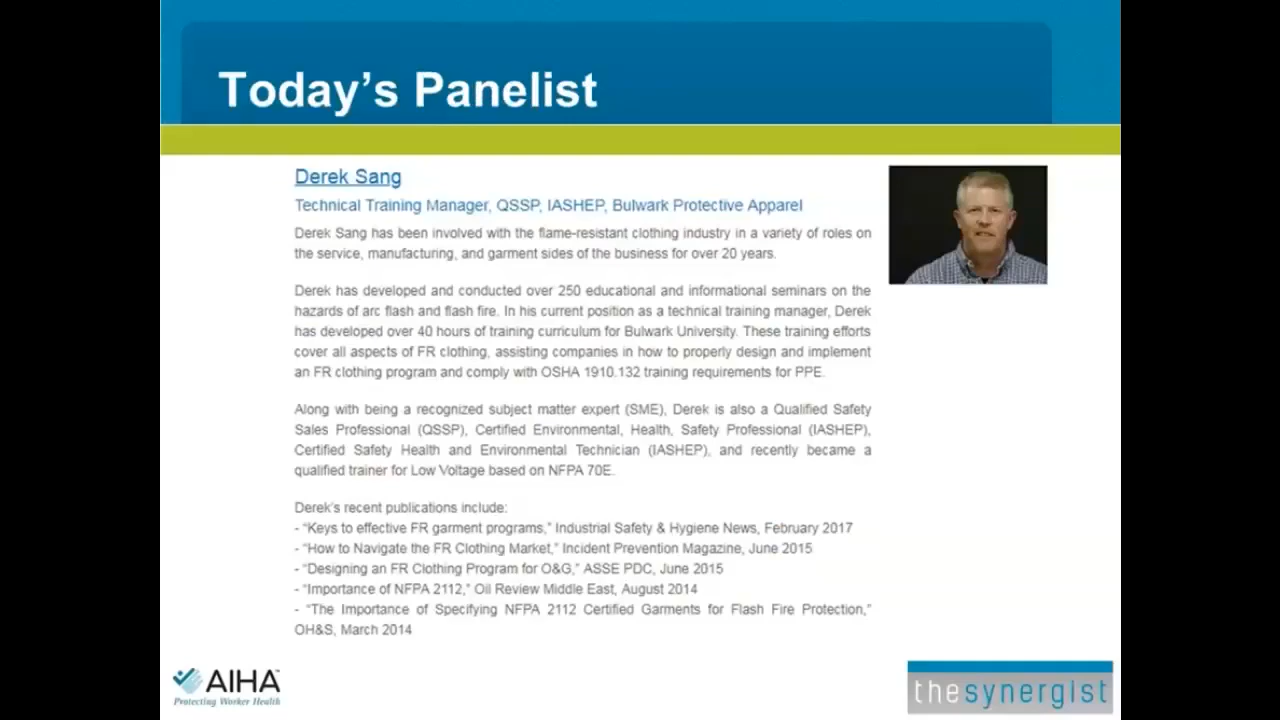 Today's Panelist
Derek Sang
Technical Training Manager, QSSP, IASHEP, Bulwark Protective Apparel
Derek Sang has been involved with the flame-resistant clothing industry in a variety of roles on
the service, manufacturing, and garment sides of the business for over 20 years.
Derek has developed and conducted over 250 educational and informational seminars on the
hazards of arc flash and flash fire. In his current position as a technical training manager, Derek
has developed over 40 hours of training curriculum for Bulwark University. These training efforts
cover all aspects of FR clothing, assisting companies in how to properly design and implement
an FR clothing program and comply with OSHA 1910.132 training requirements for PPE.
Along with being a recognized subject matter expert (SME), Derek is also a Qualified Safety
Sales Professional (QSSP), Certified Environmental, Health, Safety Professional (IASHEP),
Certified Safety Health and Environmental Technician (IASHEP), and recently became a
qualified trainer for Low Voltage based on NFPA 70E.
Derek's recent publications include:
- "Keys to effective FR garment programs," Industrial Safety & Hygiene News, February 2017
- "How to Navigate the FR Clothing Market," Incident Prevention Magazine, June 2015
- "Designing an FR Clothing Program for O&G," ASSE PDC, June 2015
- "Importance of NFPA 2112," Oil Review Middle East, August 2014
- "The Importance of Specifying NFPA 2112 Certified Garments for Flash Fire Protection,"
OH&S, March 2014
AIHA™
Protecting Worker Health
thesynergist